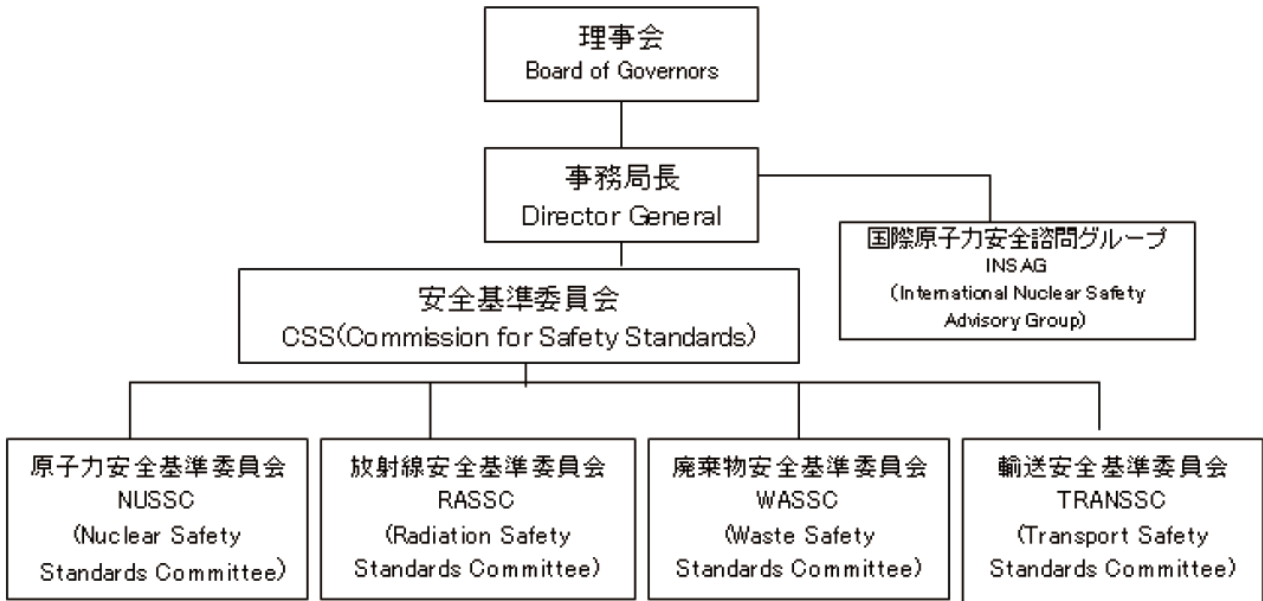 理事会
Board of Governors
事務局長
Director General
国際原子力安全諮問グループ
INSAG
(International Nuclear Safety
Advisory Group)
安全基準委員会
CSS(Commission for Safety Standards)
原子力安全基準委員会
NUSSC
(Nuclear Safety
Standards Committee)
放射線安全基準委員会
RASSC
(Radiation Safety
Standards Committee)
廃棄物安全基準委員会
WASSC
(Waste Safety
Standards Committee)
輸送安全基準委員会
TRANSSC
(Transport Safety
Standards Committee)